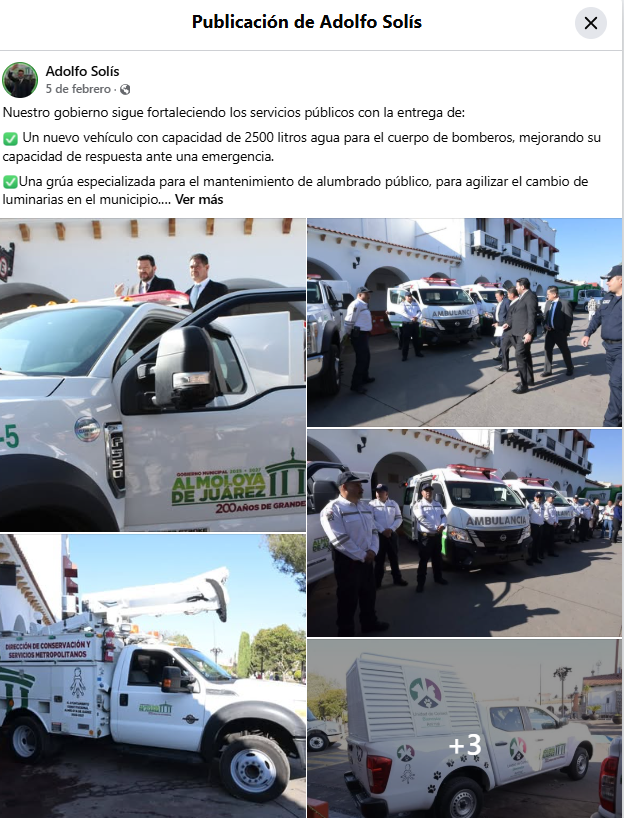 Publicación de Adolfo Solís
Adolfo Solís
5 de febrero ·
Nuestro gobierno sigue fortaleciendo los servicios públicos con la entrega de:
✅ Un nuevo vehículo con capacidad de 2500 litros agua para el cuerpo de bomberos, mejorando su
capacidad de respuesta ante una emergencia.
✅Una grúa especializada para el mantenimiento de alumbrado público, para agilizar el cambio de
luminarias en el municipio.... Ver más
-5
F-550
ALMOLOYA
DE JUÁREZ
200 AÑOS DE GRANDE
AMBULANCIA
AMBULANCIA
DIRECCIÓN DE CONSERVACIÓN Y
SERVICIOS METROPOLITANOS
+3